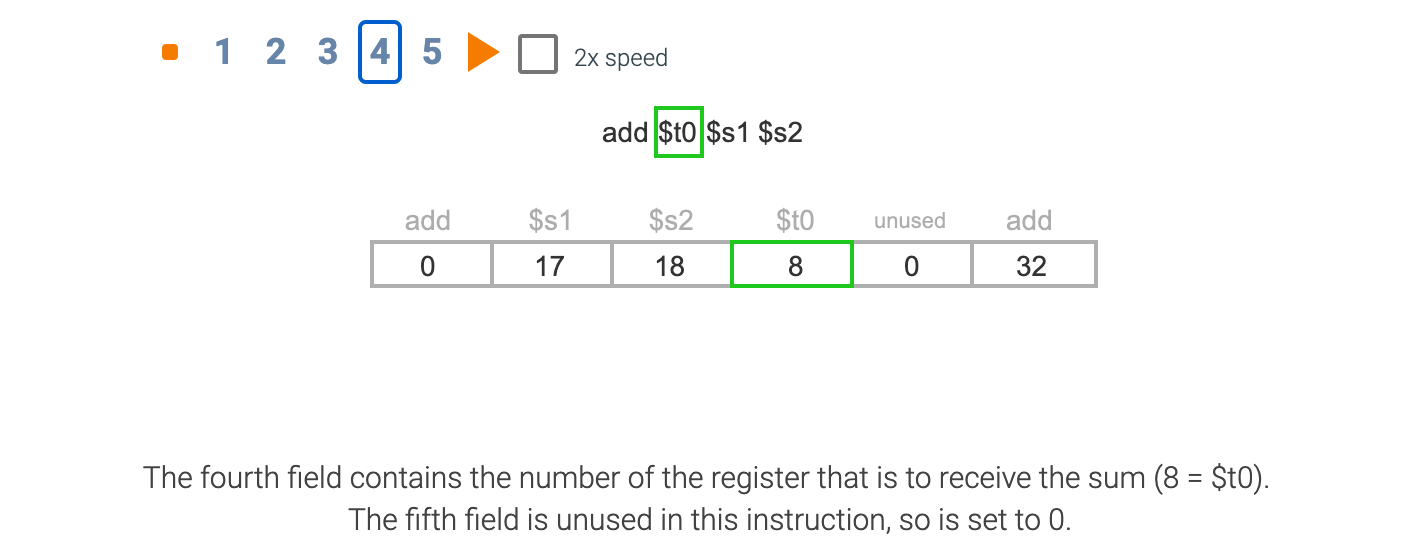 1 2 3 4 5 2x speed
add $t0 $s1 $s2
add $s1 $s2 $t0 unused add
0 17 18 8 0 32
The fourth field contains the number of the register that is to receive the sum (8 = $t0).
The fifth field is unused in this instruction, so is set to 0.